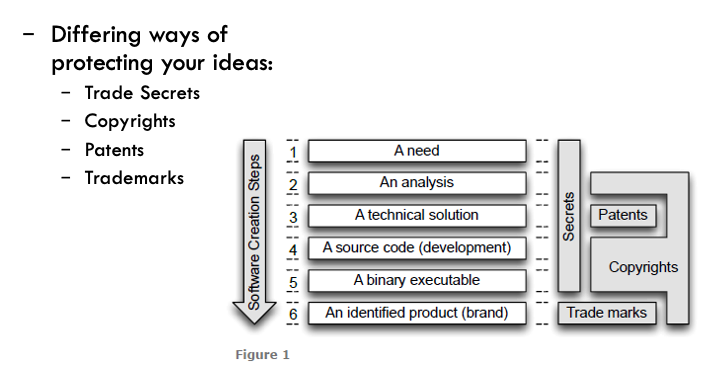 – Differing ways of
protecting your ideas:
– Trade Secrets
– Copyrights
– Patents
– Trademarks
Software Creation Steps
1 A need
2 An analysis
3 A technical solution
4 A source code (development)
5 A binary executable
6 An identified product (brand)
Secrets
Patents
Copyrights
Trade marks
Figure 1